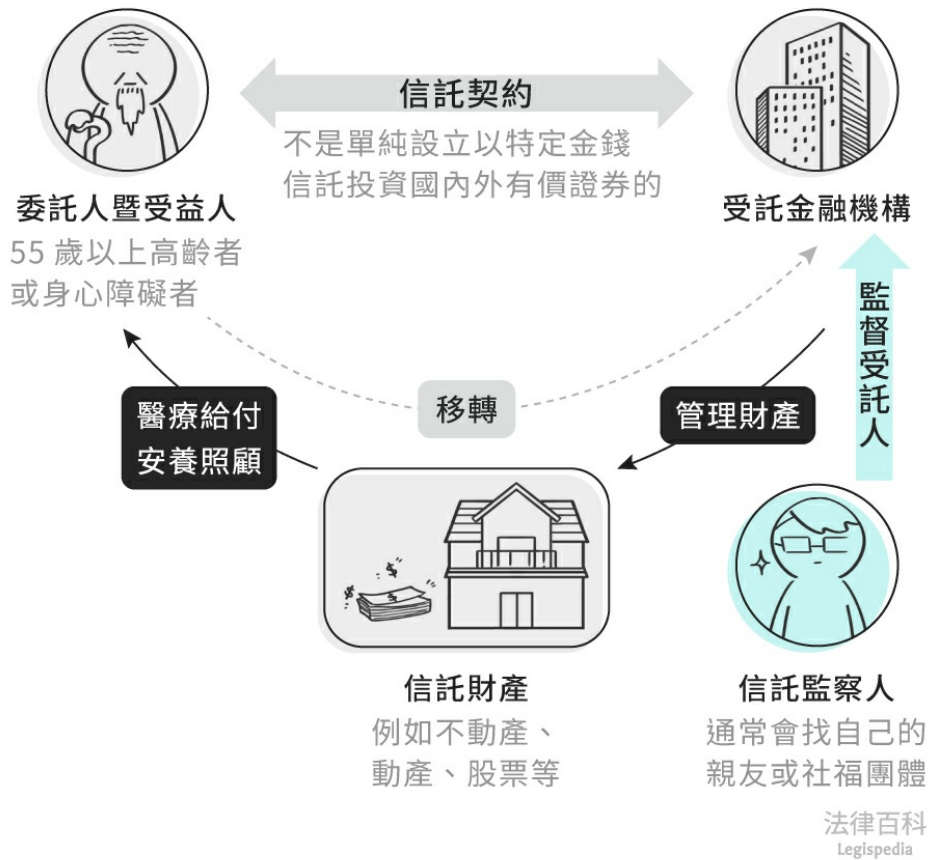 信託契約
不是單純設立以特定金錢
信託投資國內外有價證券的
委託人暨受益人
55 歲以上高齡者
或身心障礙者
受託金融機構
監督受託人
移轉
醫療給付
安養照顧
管理財產
信託財產
例如不動產、
動產、股票等
信託監察人
通常會找自己的
親友或社福團體
法律百科
Legispedia